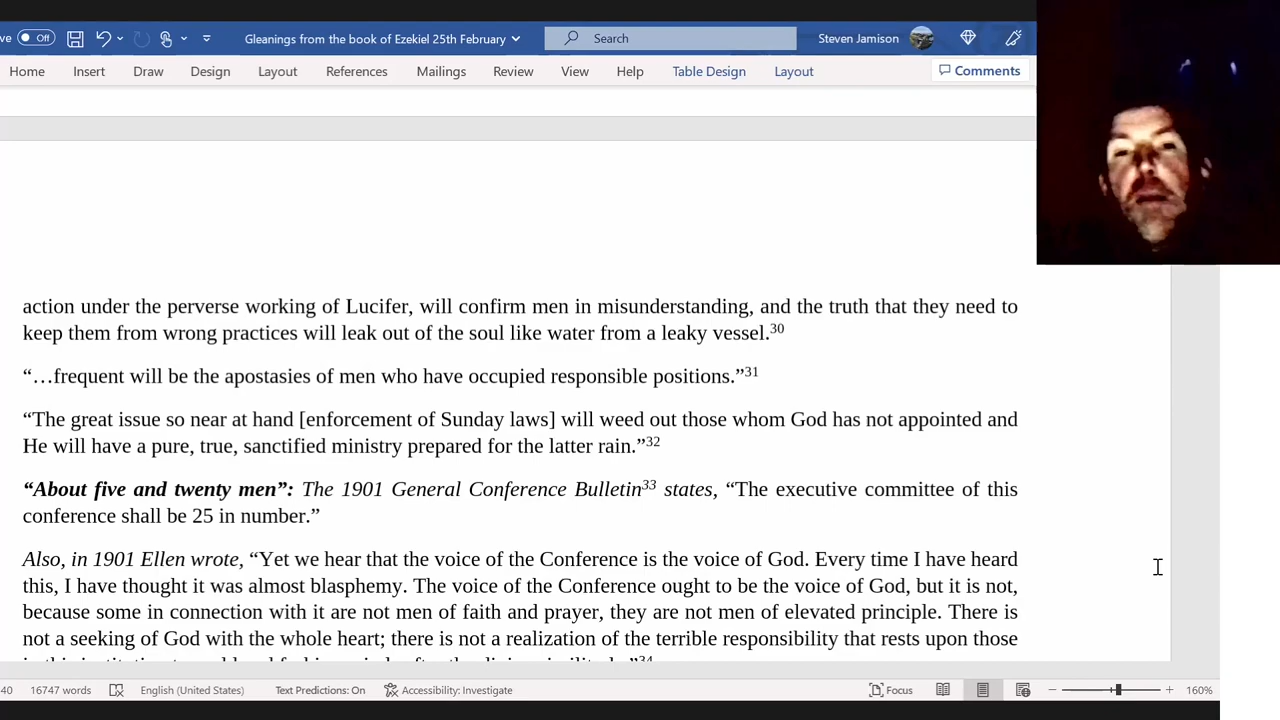 ve Off Gleanings from the book of Ezekiel 25th February Search Steven Jamison
Home Insert Draw Design Layout References Mailings Review View Help Table Design Layout Comments
action under the perverse working of Lucifer, will confirm men in misunderstanding, and the truth that they need to
keep them from wrong practices will leak out of the soul like water from a leaky vessel.30
“…frequent will be the apostasies of men who have occupied responsible positions.”31
“The great issue so near at hand [enforcement of Sunday laws] will weed out those whom God has not appointed and
He will have a pure, true, sanctified ministry prepared for the latter rain.”32
“About five and twenty men”: The 1901 General Conference Bulletin33 states, “The executive committee of this
conference shall be 25 in number.”
Also, in 1901 Ellen wrote, “Yet we hear that the voice of the Conference is the voice of God. Every time I have heard
this, I have thought it was almost blasphemy. The voice of the Conference ought to be the voice of God, but it is not,
because some in connection with it are not men of faith and prayer, they are not men of elevated principle. There is
not a seeking of God with the whole heart; there is not a realization of the terrible responsibility that rests upon those
40 16747 words English (United States) Text Predictions: On Accessibility: Investigate Focus 160%